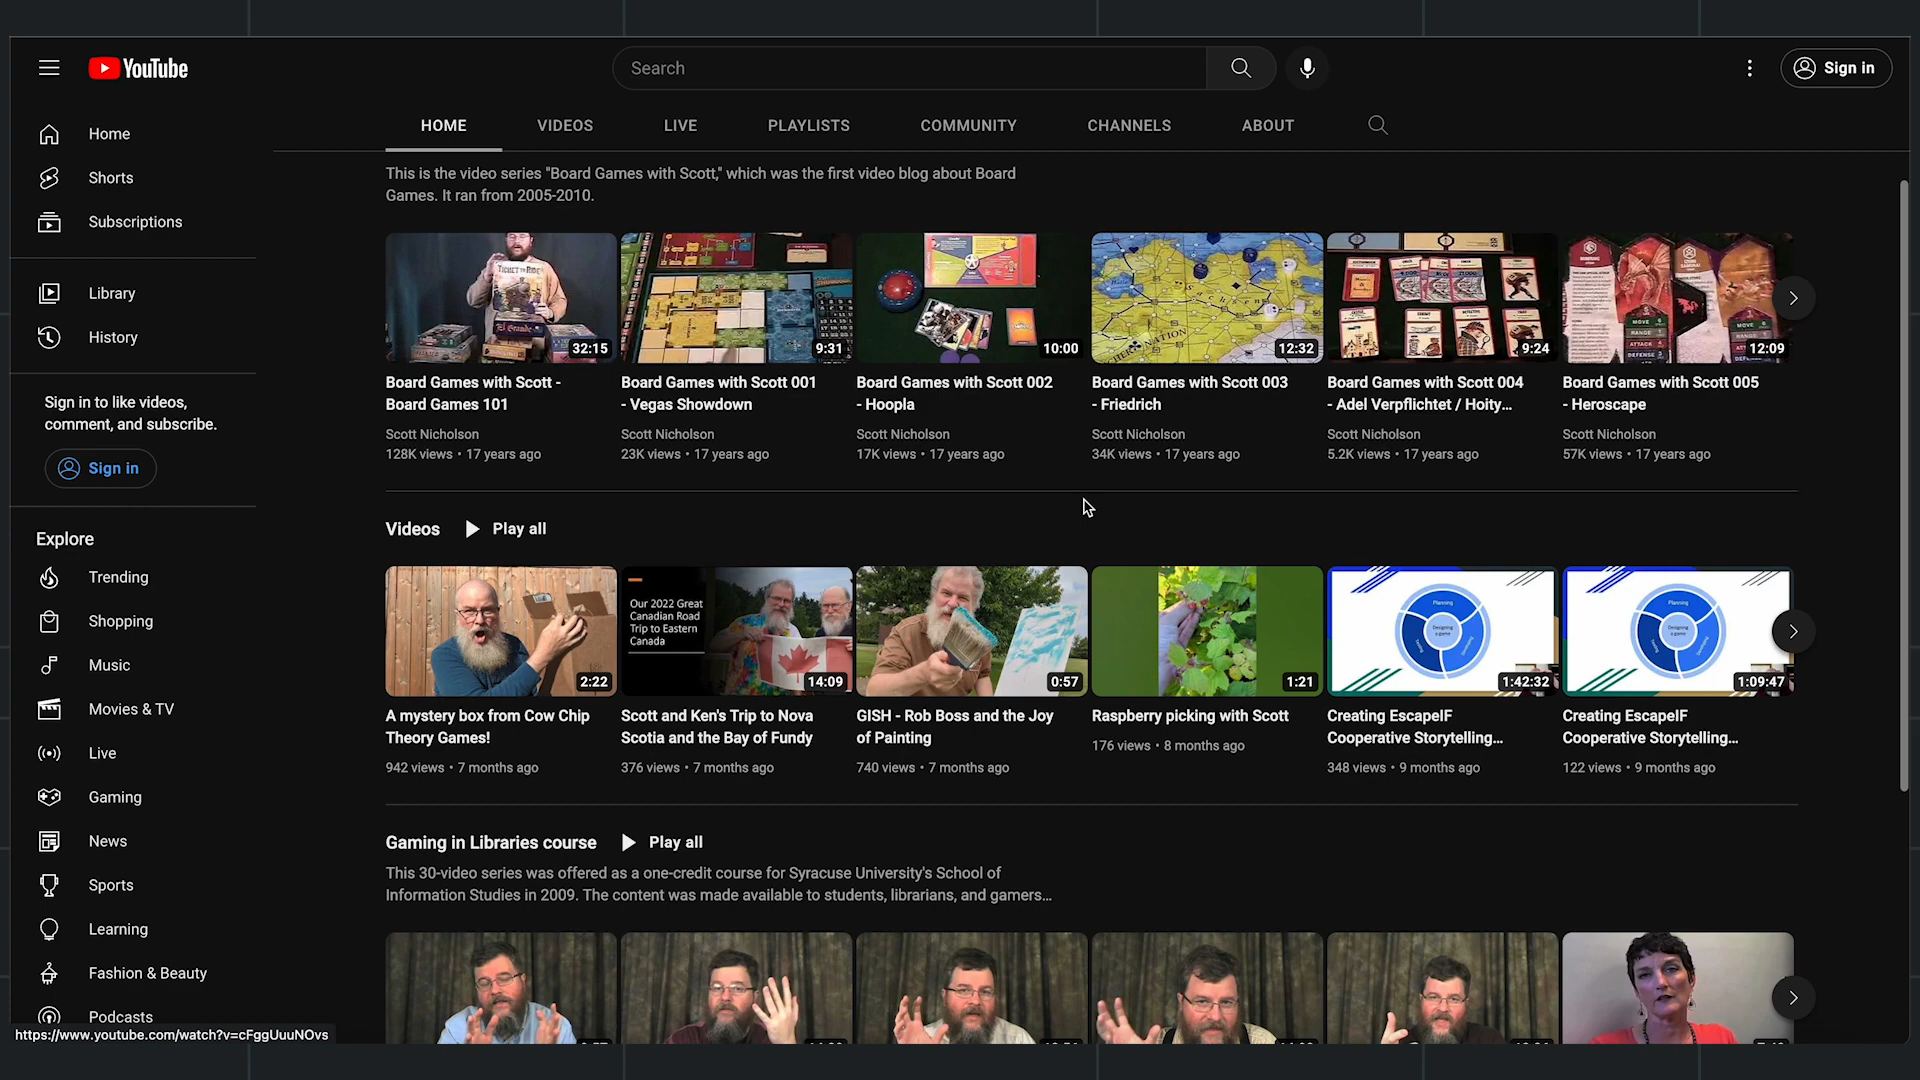 YouTube
Search
Sign in
Home
Shorts
Subscriptions
Library
History
Sign in to like videos,
comment, and subscribe.
Sign in
Explore
Trending
Shopping
Music
Movies & TV
Live
Gaming
News
Sports
Learning
Fashion & Beauty
Podcasts
https://www.youtube.com/watch?v=cFggUuuNOvs
HOME VIDEOS LIVE PLAYLISTS COMMUNITY CHANNELS ABOUT
This is the video series "Board Games with Scott," which was the first video blog about Board
Games. It ran from 2005-2010.
TICKET TO RIDE
El Grande
32:15
9:31
10:00
12:32
9:24
12:09
Board Games with Scott -
Board Games 101
Scott Nicholson
128K views • 17 years ago
Board Games with Scott 001
- Vegas Showdown
Scott Nicholson
23K views • 17 years ago
Board Games with Scott 002
- Hoopla
Scott Nicholson
17K views • 17 years ago
Board Games with Scott 003
- Friedrich
Scott Nicholson
34K views • 17 years ago
Board Games with Scott 004
- Adel Verpflichtet / Hoity...
Scott Nicholson
5.2K views • 17 years ago
Board Games with Scott 005
- Heroscape
Scott Nicholson
57K views • 17 years ago
Videos Play all
2:22
Our 2022 Great
Canadian Road
Trip to Eastern
Canada
14:09
0:57
1:21
Planning
Designing
a game
1:42:32
Planning
Designing
a game
1:09:47
A mystery box from Cow Chip
Theory Games!
942 views • 7 months ago
Scott and Ken's Trip to Nova
Scotia and the Bay of Fundy
376 views • 7 months ago
GISH - Rob Boss and the Joy
of Painting
740 views • 7 months ago
Raspberry picking with Scott
176 views • 8 months ago
Creating EscapeIF
Cooperative Storytelling...
348 views • 9 months ago
Creating EscapeIF
Cooperative Storytelling...
122 views • 9 months ago
Gaming in Libraries course Play all
This 30-video series was offered as a one-credit course for Syracuse University's School of
Information Studies in 2009. The content was made available to students, librarians, and gamers...